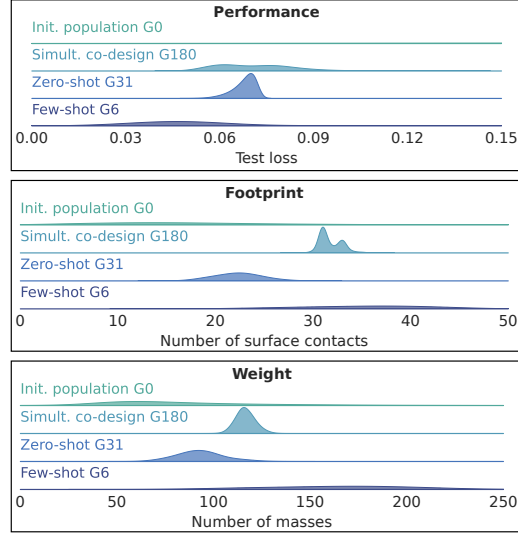 Performance
Init. population G0
Simult. co-design G180
Zero-shot G31
Few-shot G6
0.00 0.03 0.06 0.09 0.12 0.15
Test loss
Footprint
Init. population G0
Simult. co-design G180
Zero-shot G31
Few-shot G6
0 10 20 30 40 50
Number of surface contacts
Weight
Init. population G0
Simult. co-design G180
Zero-shot G31
Few-shot G6
0 50 100 150 200 250
Number of masses